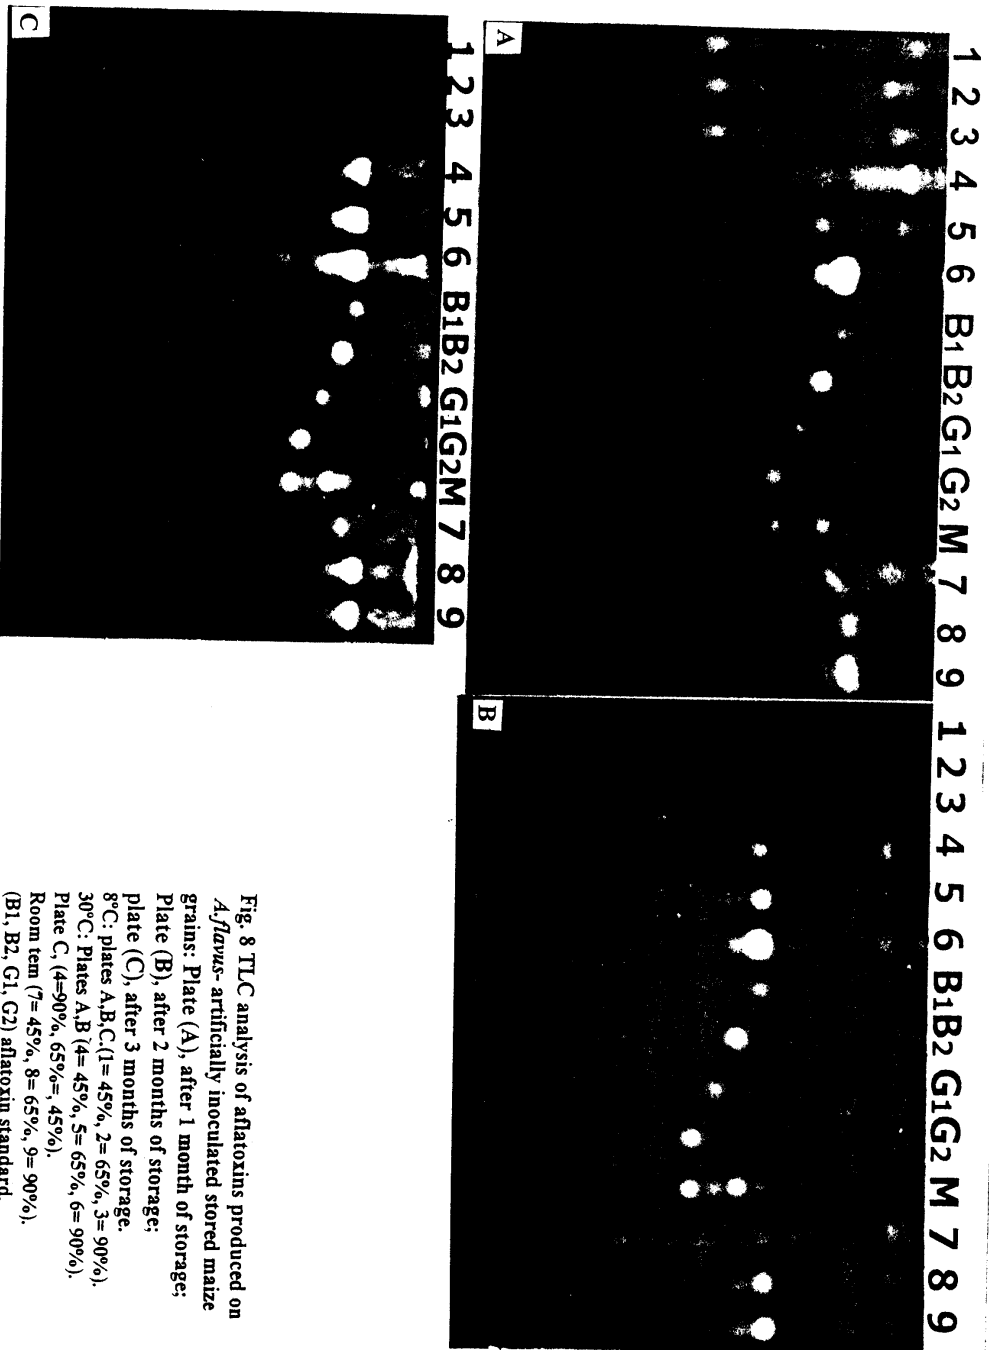 1 2 3 4 5 6 B1 B2 G1 G2 M 7 8 9
A
1 2 3 4 5 6 B1 B2 G1 G2 M 7 8 9
B
1 2 3 4 5 6 B1 B2 G1 G2 M 7 8 9
C
Fig. 8 TLC analysis of aflatoxins produced on
A.flavus- artificially inoculated stored maize
grains: Plate (A), after 1 month of storage;
Plate (B), after 2 months of storage;
plate (C), after 3 months of storage.
8°C: plates A,B,C.(1= 45%, 2= 65%, 3= 90%).
30°C: Plates A,B (4= 45%, 5= 65%, 6= 90%).
Plate C, (4=90%, 65%=, 45%).
Room tem (7= 45%, 8= 65%, 9= 90%).
(B1, B2, G1, G2) aflatoxin standard.